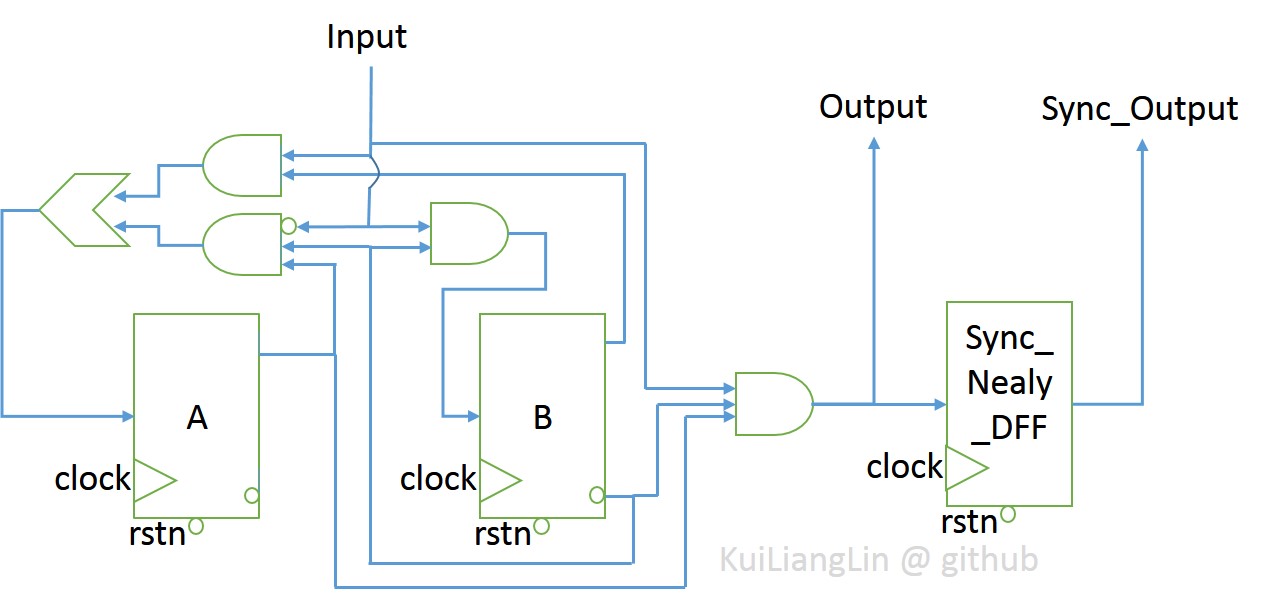 Input
Output
Sync_Output
A
clock
rstn
B
clock
rstn
Sync_
Nealy
_DFF
clock
rstn
KuiLiangLin @ github